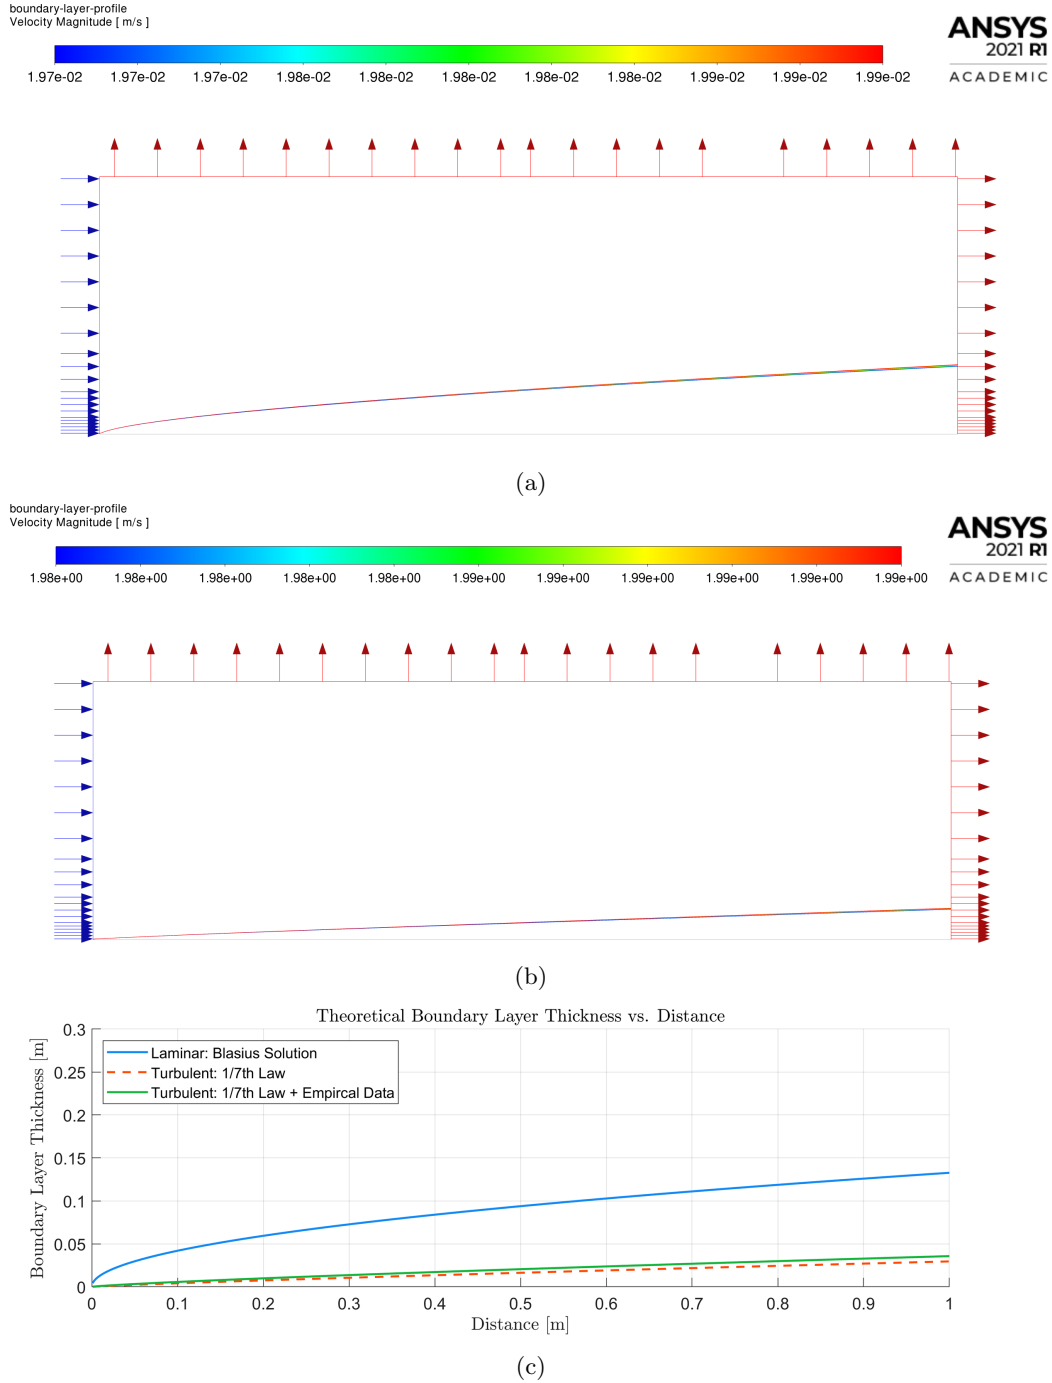 boundary-layer-profile
Velocity Magnitude [ m/s ]
ANSYS
2021 R1
ACADEMIC
1.97e-02 1.97e-02 1.97e-02 1.98e-02 1.98e-02 1.98e-02 1.98e-02 1.98e-02 1.99e-02 1.99e-02 1.99e-02
(a)
boundary-layer-profile
Velocity Magnitude [ m/s ]
ANSYS
2021 R1
ACADEMIC
1.98e+00 1.98e+00 1.98e+00 1.98e+00 1.98e+00 1.99e+00 1.99e+00 1.99e+00 1.99e+00 1.99e+00 1.99e+00
(b)
Theoretical Boundary Layer Thickness vs. Distance
Boundary Layer Thickness [m]
0.3
0.25
0.2
0.15
0.1
0.05
0
Laminar: Blasius Solution
Turbulent: 1/7th Law
Turbulent: 1/7th Law + Empircal Data
0 0.1 0.2 0.3 0.4 0.5 0.6 0.7 0.8 0.9 1
Distance [m]
(c)